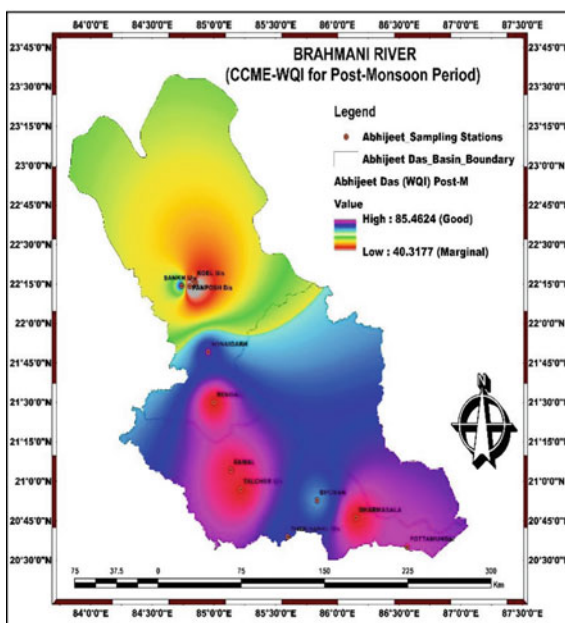 84°0'0"E 84°30'0"E 85°0'0"E 85°30'0"E 86°0'0"E 86°30'0"E 87°0'0"E 87°30'0"E
BRAHMANI RIVER
(CCME-WQI for Post-Monsoon Period)
Legend
Abhijeet_Sampling Stations
Abhijeet Das_Basin_Boundary
Abhijeet Das (WQI) Post-M
Value
High : 85.4624 (Good)
Low : 40.3177 (Marginal)
23°45'0"N 23°45'0"N
23°30'0"N 23°30'0"N
23°15'0"N 23°15'0"N
23°0'0"N 23°0'0"N
22°45'0"N 22°45'0"N
22°30'0"N 22°30'0"N
KOEL
22°15'0"N 22°15'0"N
22°0'0"N 22°0'0"N
21°45'0"N 21°45'0"N
21°30'0"N 21°30'0"N
21°15'0"N 21°15'0"N
TALCHER
21°0'0"N 21°0'0"N
BHUBAN
DHARMASALA
20°45'0"N 20°45'0"N
20°30'0"N 20°30'0"N
N
75 37.5 0 75 150 225 300
Km
84°0'0"E 84°30'0"E 85°0'0"E 85°30'0"E 86°0'0"E 86°30'0"E 87°0'0"E 87°30'0"E